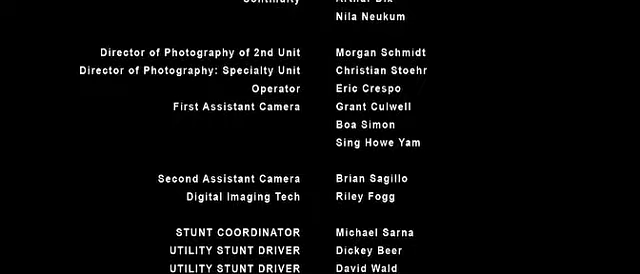 Continuity Arthur Dix
Nila Neukum
Director of Photography of 2nd Unit Morgan Schmidt
Director of Photography: Specialty Unit Christian Stoehr
Operator Eric Crespo
First Assistant Camera Grant Culwell
Boa Simon
Sing Howe Yam
Second Assistant Camera Brian Sagillo
Digital Imaging Tech Riley Fogg
STUNT COORDINATOR Michael Sarna
UTILITY STUNT DRIVER Dickey Beer
UTILITY STUNT DRIVER David Wald